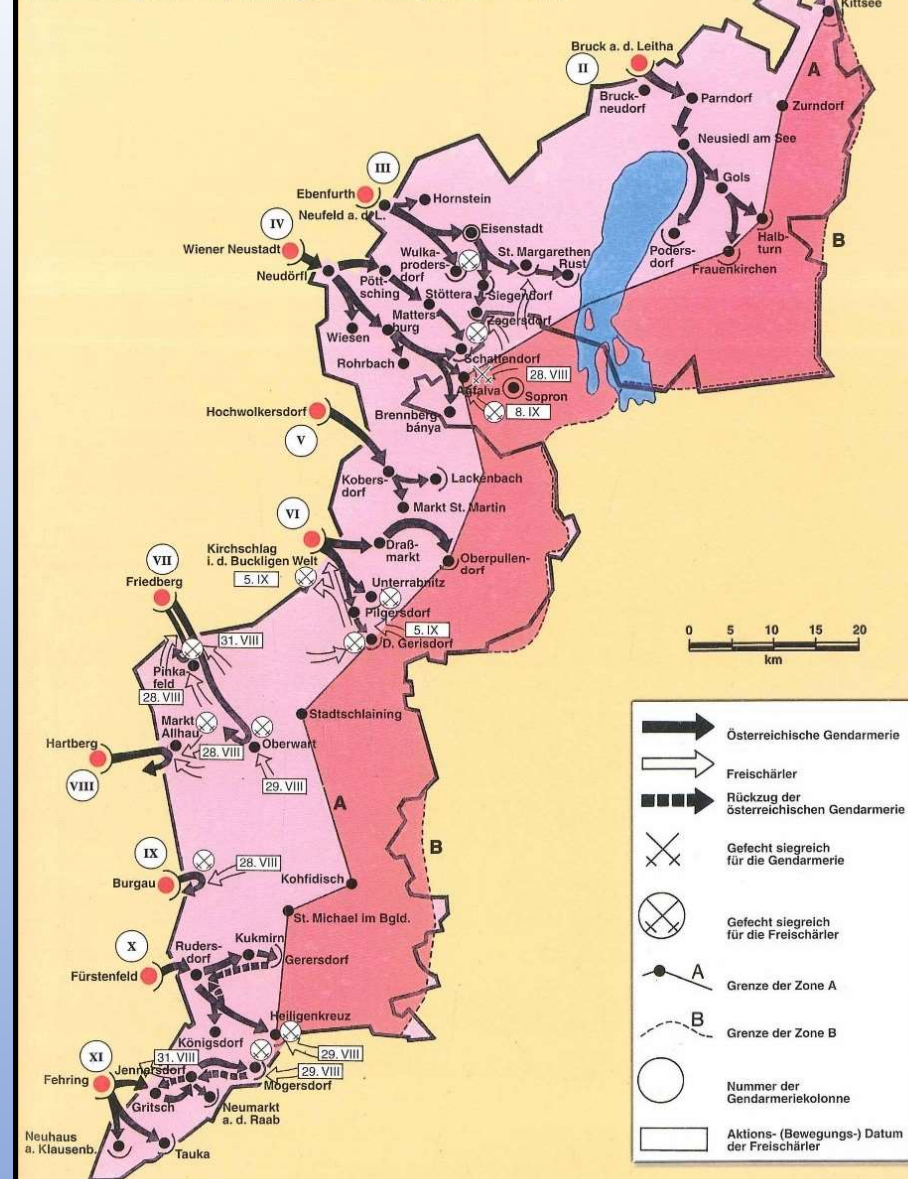 Kittsee
Bruck a. d. Leitha
II
A
Bruck-
neudorf
Parndorf
Zurndorf
Neusiedl am See
III
Gols
Ebenfurth
Hornstein
Neufeld a. d. L.
IV
Eisenstadt
Halb-
turn
B
Wiener Neustadt
Wulka-
prodersdorf
St. Margarethen
Rust
Poders-
dorf
Frauenkirchen
Neudörfl
Pött-
sching
Stöttera
Siegendorf
Matters
burg
Zagersdorf
Wiesen
Rohrbach
Schattendorf
28. VIII
Agfalva
Sopron
Hochwolkersdorf
Brennberg-
bánya
8. IX
V
Kobers-
dorf
Lackenbach
VI
Markt St. Martin
Kirchschlag
i. d. Buckligen Welt
Draß-
markt
Oberpullen-
dorf
VII
Friedberg
5. IX
Unterrabnitz
Pilgersdorf
5. IX
D. Gerisdorf
31. VIII
Pinka-
feld
28. VIII
0 5 10 15 20
km
Markt
Allhau
Stadtschlaining
Hartberg
28. VIII
Oberwart
VIII
29. VIII
A
B
IX
28. VIII
Burgau
Kohfidisch
St. Michael im Bgld.
X
Ruders-
dorf
Kukmirn
Fürstenfeld
Gerersdorf
Heiligenkreuz
Königsdorf
XI
31. VIII
29. VIII
Jennersdorf
29. VIII
Fehring
Mogersdorf
Gritsch
Neumarkt
a. d. Raab
Neuhaus
a. Klausenb.
Tauka
Österreichische Gendarmerie
Freischärler
Rückzug der
österreichischen Gendarmerie
Gefecht siegreich
für die Gendarmerie
Gefecht siegreich
für die Freischärler
A
Grenze der Zone A
B
Grenze der Zone B
Nummer der
Gendarmeriekolonne
Aktions- (Bewegungs-) Datum
der Freischärler